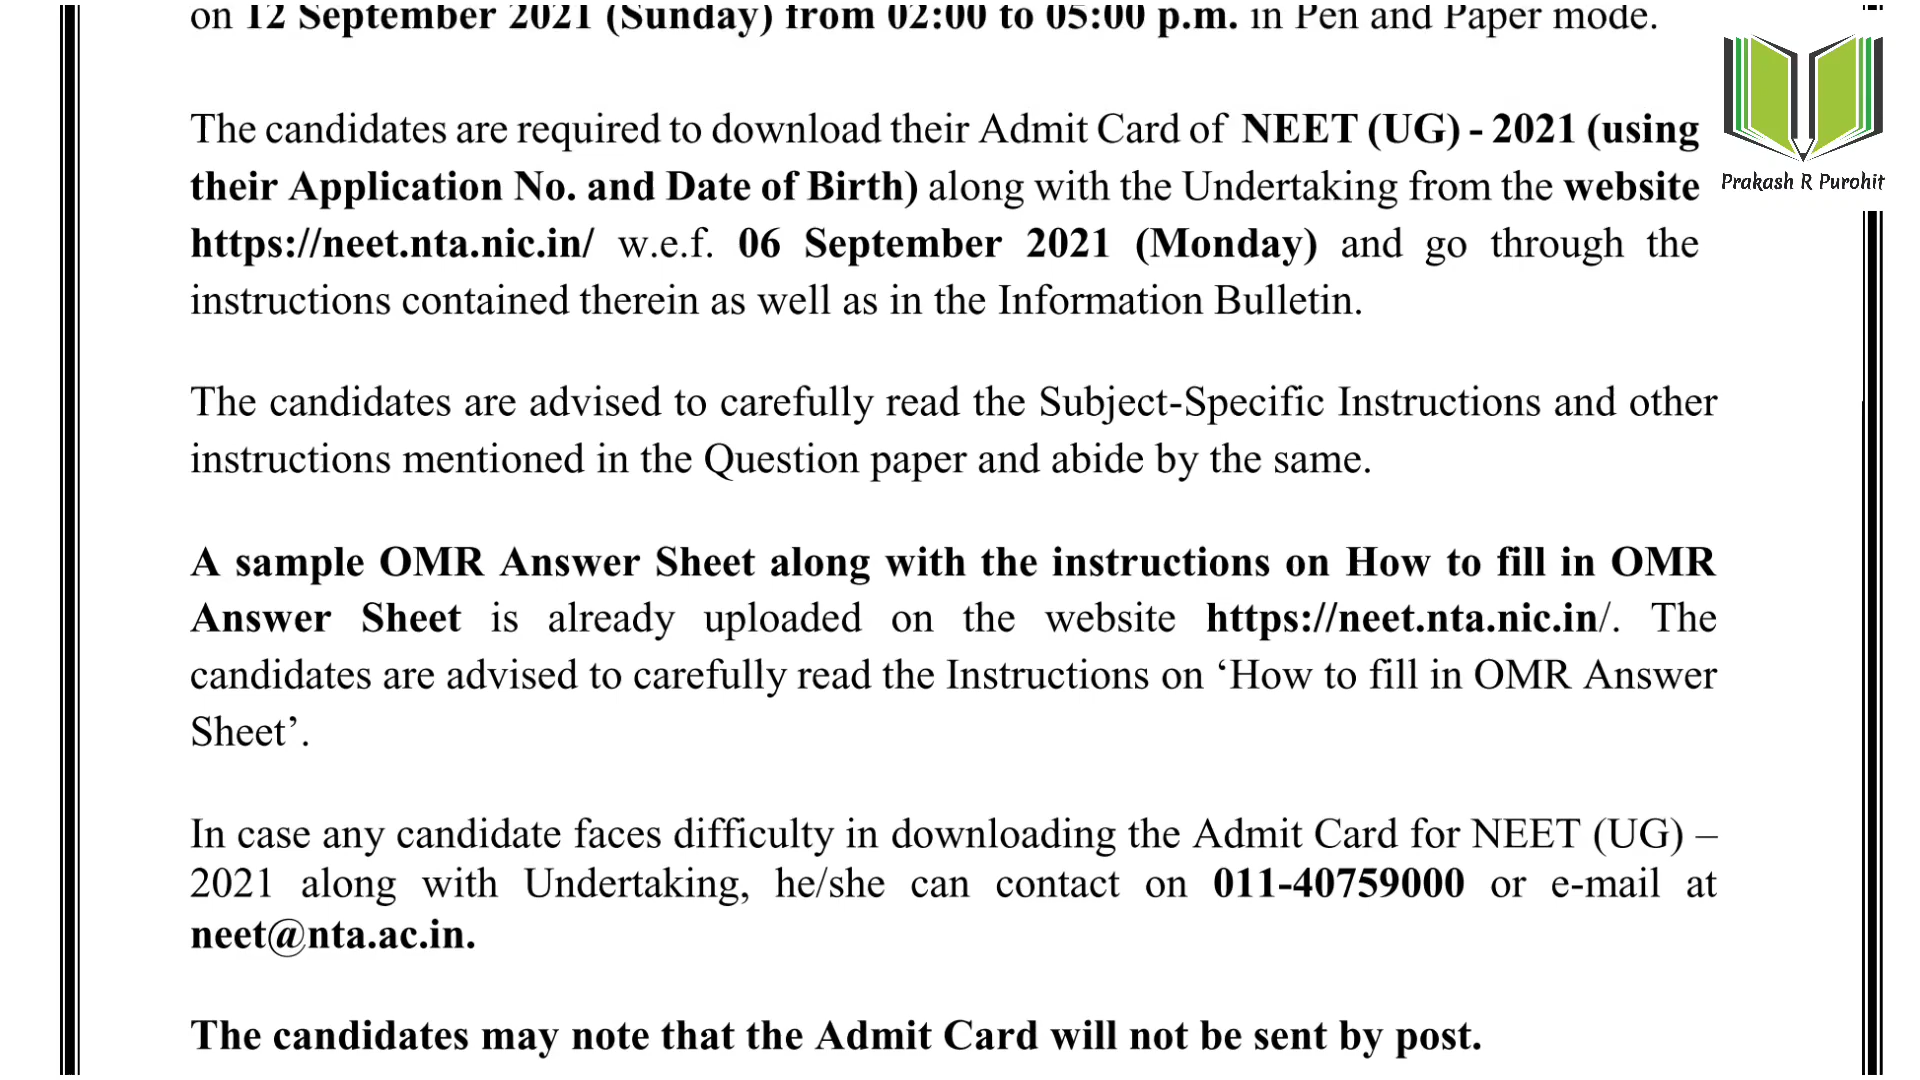 on 12 September 2021 (Sunday) from 02:00 to 05:00 p.m. in Pen and Paper mode.
The candidates are required to download their Admit Card of NEET (UG) - 2021 (using
their Application No. and Date of Birth) along with the Undertaking from the website
https://neet.nta.nic.in/ w.e.f. 06 September 2021 (Monday) and go through the
instructions contained therein as well as in the Information Bulletin.
Prakash R Purohit
The candidates are advised to carefully read the Subject-Specific Instructions and other
instructions mentioned in the Question paper and abide by the same.
A sample OMR Answer Sheet along with the instructions on How to fill in OMR
Answer Sheet is already uploaded on the website https://neet.nta.nic.in/. The
candidates are advised to carefully read the Instructions on ‘How to fill in OMR Answer
Sheet’.
In case any candidate faces difficulty in downloading the Admit Card for NEET (UG) –
2021 along with Undertaking, he/she can contact on 011-40759000 or e-mail at
neet@nta.ac.in.
The candidates may note that the Admit Card will not be sent by post.